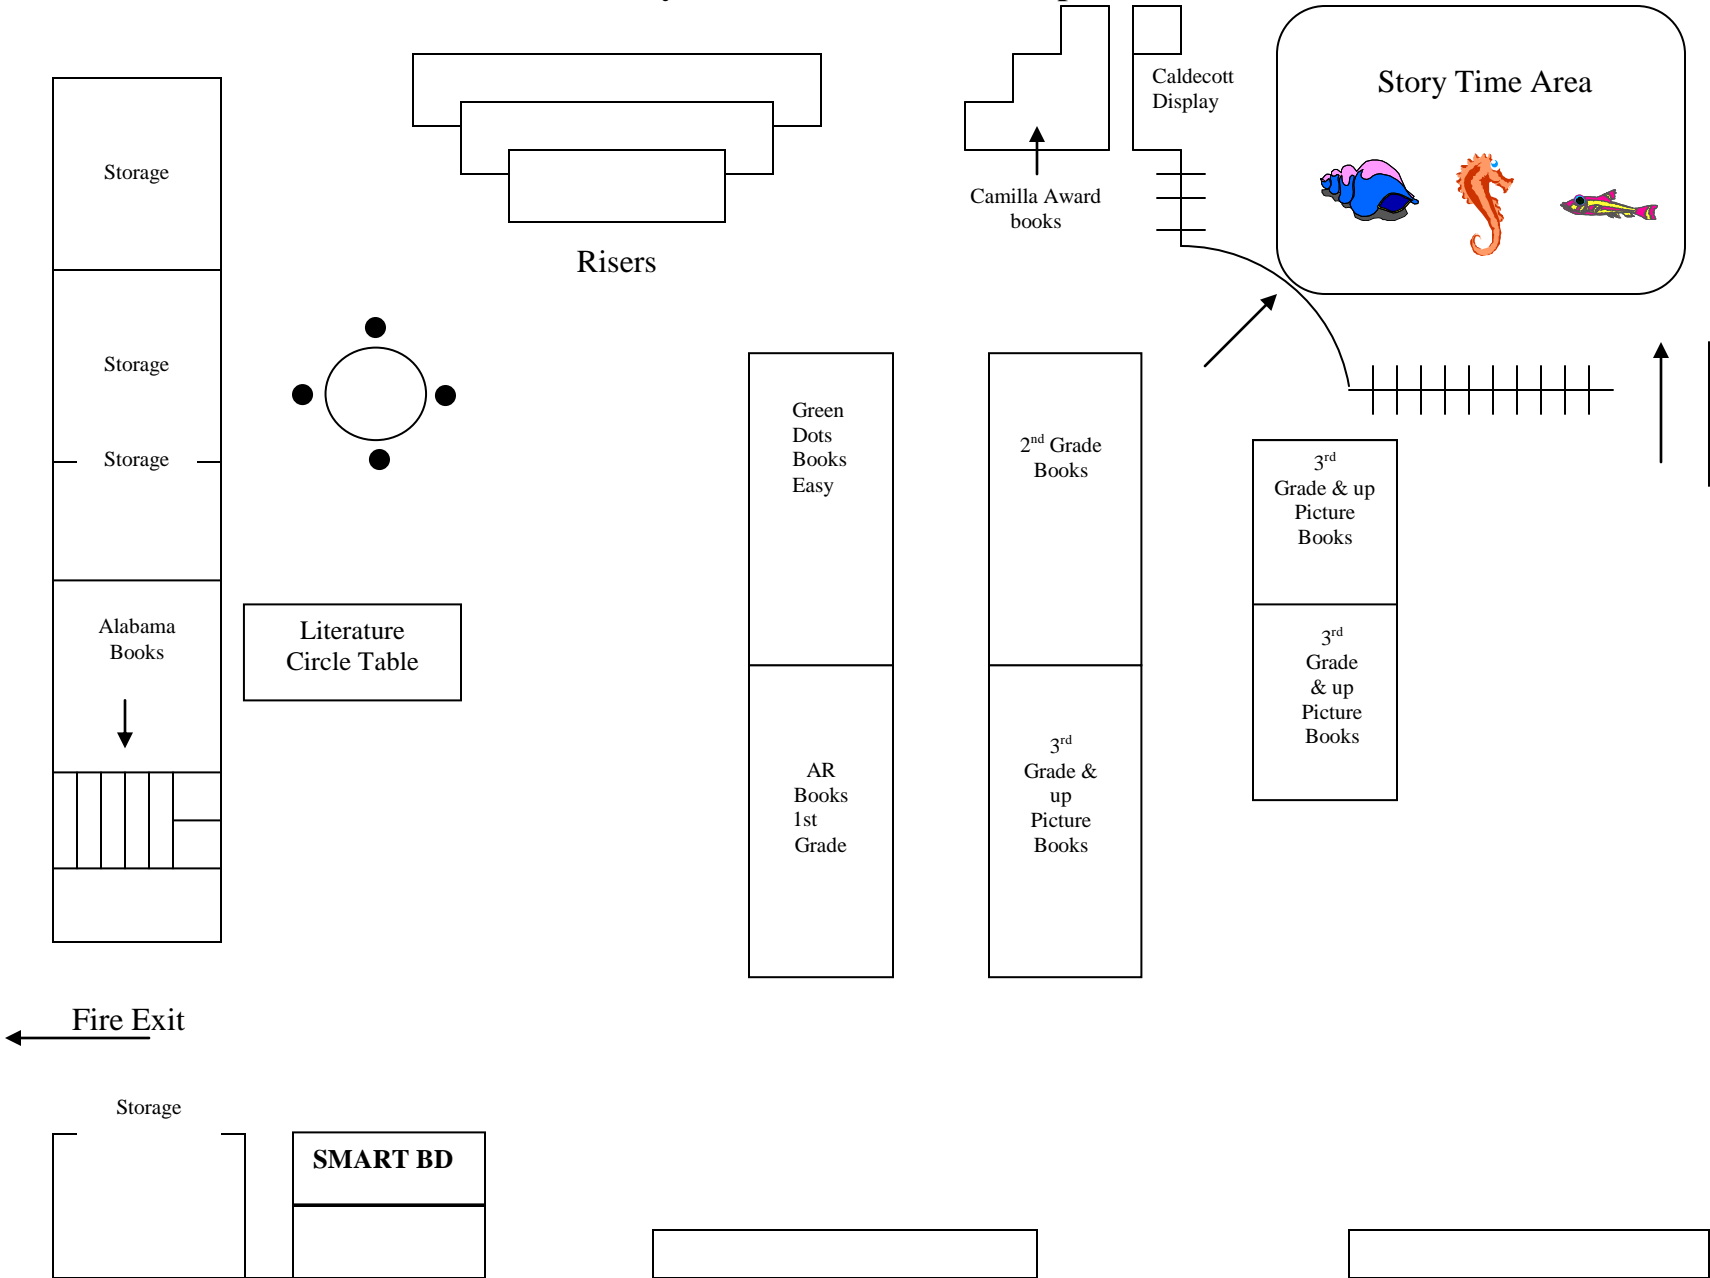 Caldecott
Display
Story Time Area
Storage
Camilla Award
books
Risers
Storage
Storage
Green
Dots
Books
Easy
2nd Grade
Books
3rd
Grade & up
Picture
Books
Alabama
Books
Literature
Circle Table
3rd
Grade
& up
Picture
Books
AR
Books
1st
Grade
3rd
Grade &
up
Picture
Books
Fire Exit
Storage
SMART BD